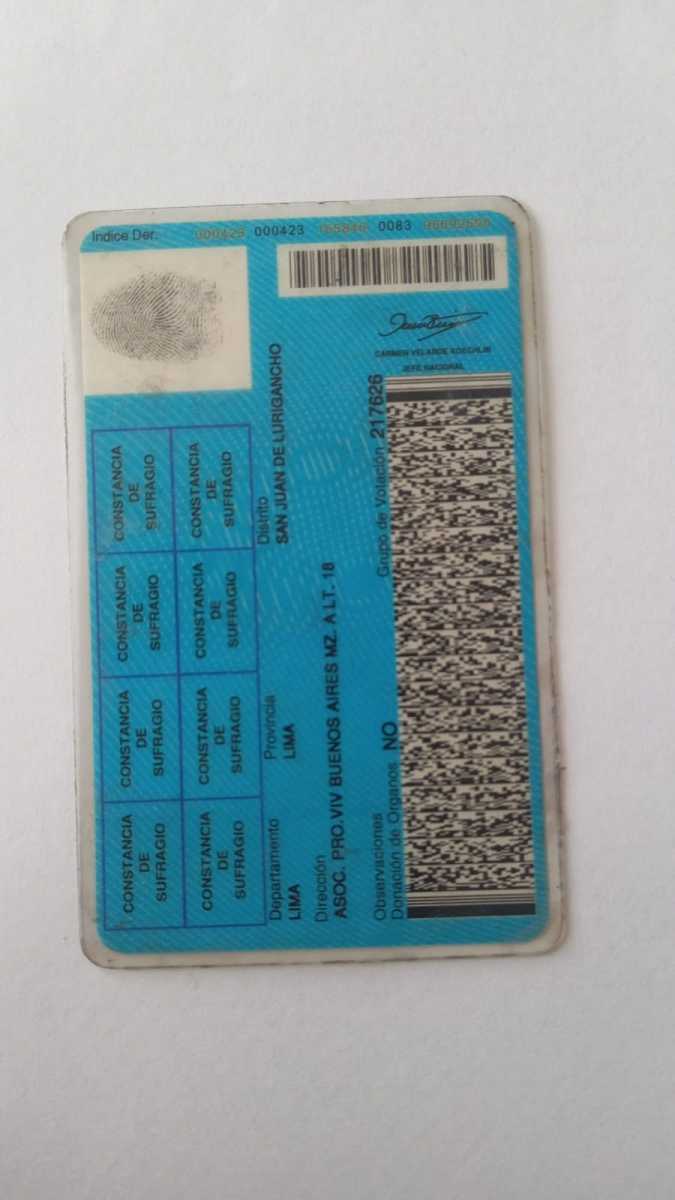 Indice Der.
000423 000423 0083
CARMEN VELARDE KOECHLIN
JEFE NACIONAL
CONSTANCIA
DE
SUFRAGIO
CONSTANCIA
DE
SUFRAGIO
CONSTANCIA
DE
SUFRAGIO
CONSTANCIA
DE
SUFRAGIO
CONSTANCIA
DE
SUFRAGIO
CONSTANCIA
DE
SUFRAGIO
CONSTANCIA
DE
SUFRAGIO
CONSTANCIA
DE
SUFRAGIO
Departamento Provincia Distrito
LIMA LIMA SAN JUAN DE LURIGANCHO
Dirección
ASOC. PRO.VIV BUENOS AIRES MZ. A LT. 18
Observaciones
Donación de Organos NO Grupo de Votación 217626